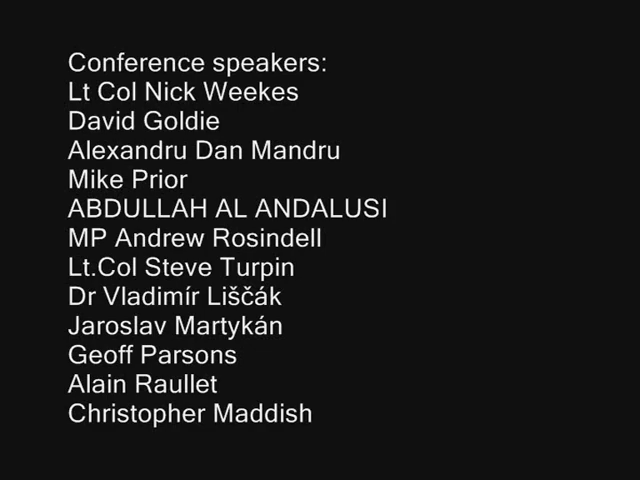 Conference speakers:
Lt Col Nick Weekes
David Goldie
Alexandru Dan Mandru
Mike Prior
ABDULLAH AL ANDALUSI
MP Andrew Rosindell
Lt.Col Steve Turpin
Dr Vladimír Liščák
Jaroslav Martykán
Geoff Parsons
Alain Raullet
Christopher Maddish